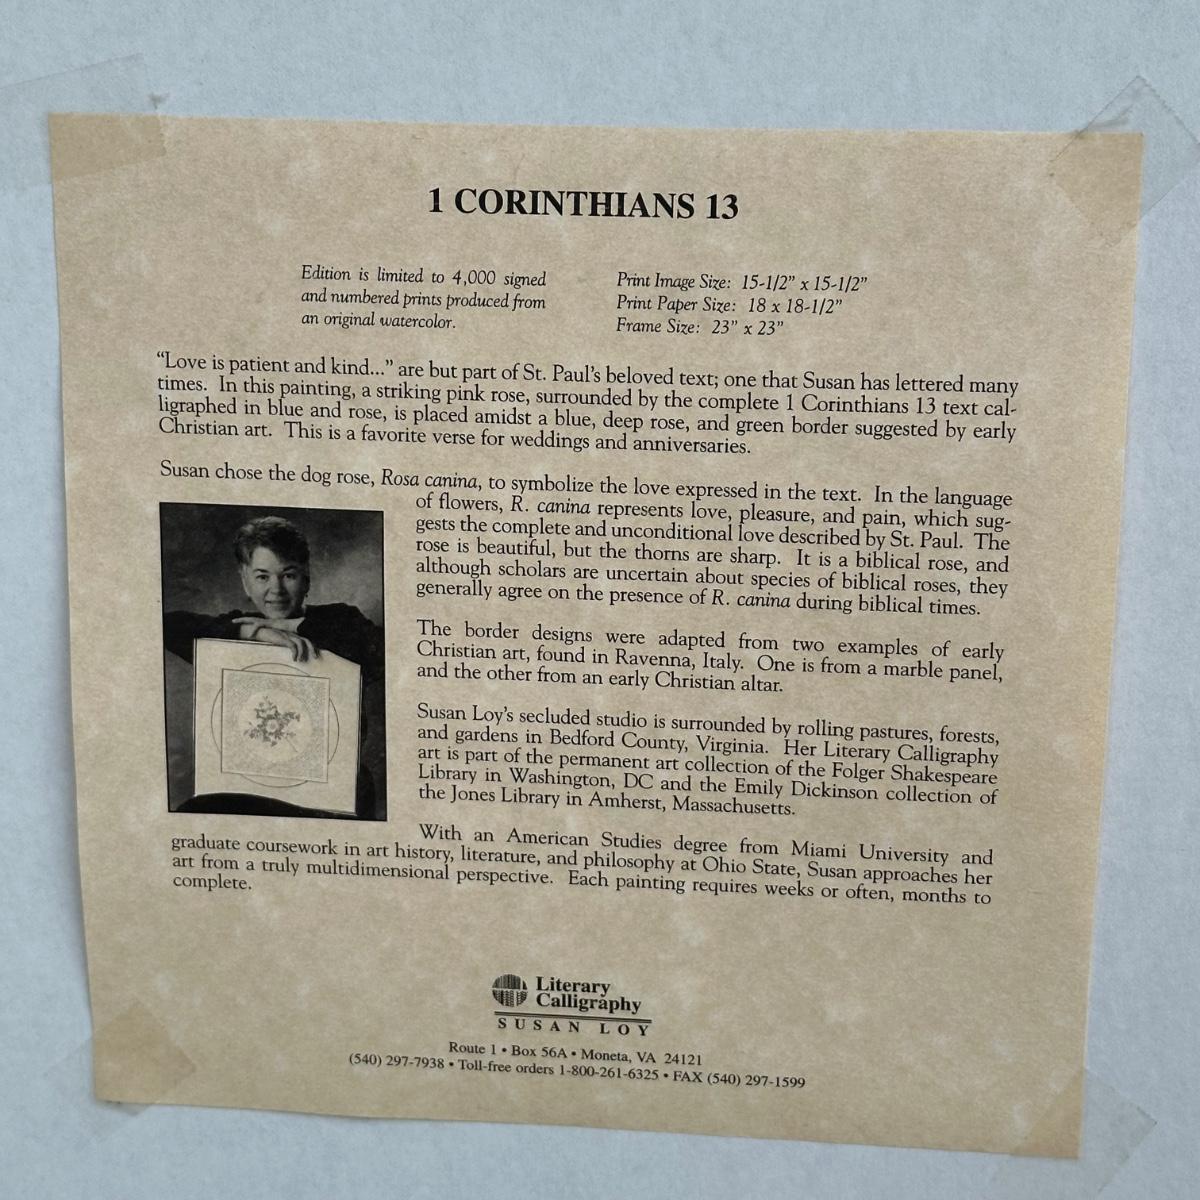 1 CORINTHIANS 13
Edition is limited to 4,000 signed
and numbered prints produced from
an original watercolor.
Print Image Size: 15-1/2" x 15-1/2"
Print Paper Size: 18 x 18-1/2"
Frame Size: 23" x 23"
"Love is patient and kind..." are but part of St. Paul's beloved text; one that Susan has lettered many
times. In this painting, a striking pink rose, surrounded by the complete 1 Corinthians 13 text cal-
ligraphed in blue and rose, is placed amidst a blue, deep rose, and green border suggested by early
Christian art. This is a favorite verse for weddings and anniversaries.
Susan chose the dog rose, Rosa canina, to symbolize the love expressed in the text. In the language
of flowers, R. canina represents love, pleasure, and pain, which sug-
gests the complete and unconditional love described by St. Paul. The
rose is beautiful, but the thorns are sharp. It is a biblical rose, and
although scholars are uncertain about species of biblical roses, they
generally agree on the presence of R. canina during biblical times.
The border designs were adapted from two examples of early
Christian art, found in Ravenna, Italy. One is from a marble panel,
and the other from an early Christian altar.
Susan Loy's secluded studio is surrounded by rolling pastures, forests,
and gardens in Bedford County, Virginia. Her Literary Calligraphy
art is part of the permanent art collection of the Folger Shakespeare
Library in Washington, DC and the Emily Dickinson collection of
the Jones Library in Amherst, Massachusetts.
With an American Studies degree from Miami University and
graduate coursework in art history, literature, and philosophy at Ohio State, Susan approaches her
art from a truly multidimensional perspective. Each painting requires weeks or often, months to
complete.
Literary
Calligraphy
SUSAN LOY
Route 1 • Box 56A • Moneta, VA 24121
(540) 297-7938 • Toll-free orders 1-800-261-6325 • FAX (540) 297-1599